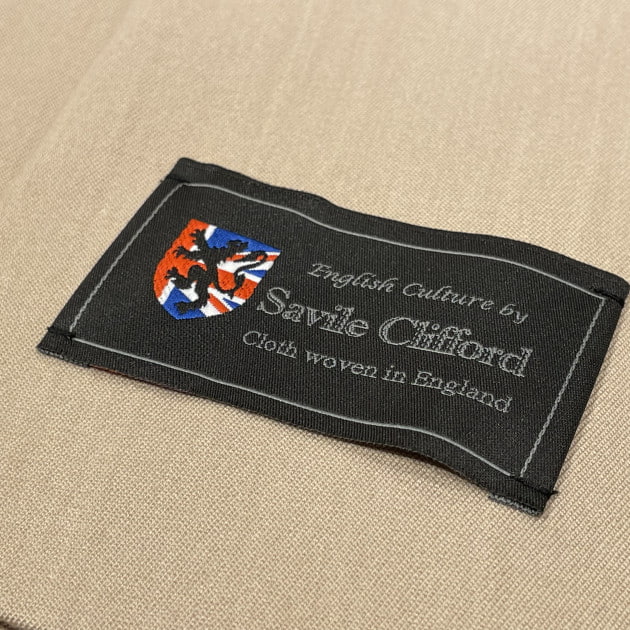 English Culture by
Savile Clifford
Cloth woven in England